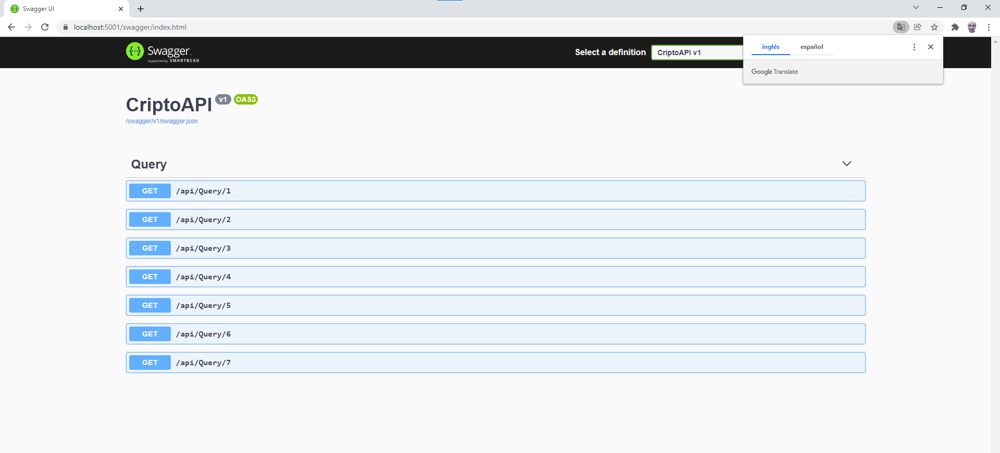 Swagger UI
localhost:5001/swagger/index.html
Swagger
Supported by SMARTBEAR
Select a definition
CriptoAPI v1
inglés
español
Google Translate
CriptoAPI v1 OAS3
/swagger/v1/swagger.json
Query
GET /api/Query/1
GET /api/Query/2
GET /api/Query/3
GET /api/Query/4
GET /api/Query/5
GET /api/Query/6
GET /api/Query/7